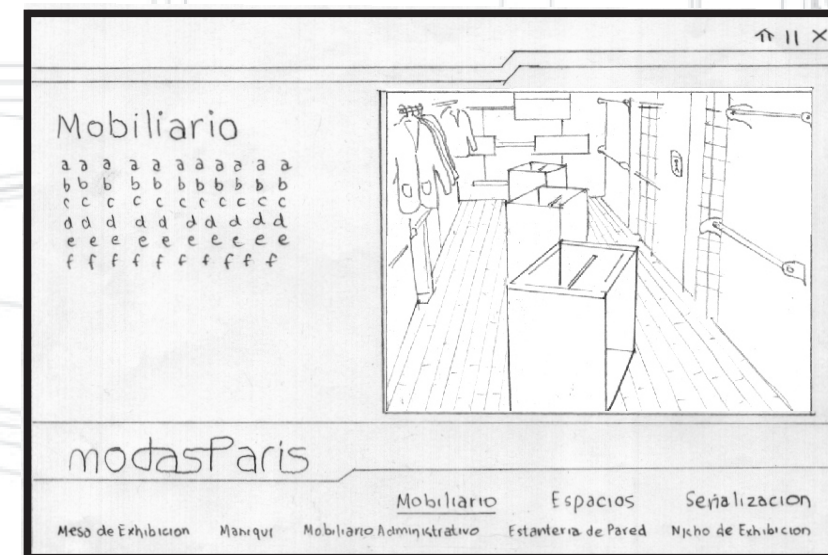 Mobiliario
a a a a a a a a a a a
b b b b b b b b b b b
c c c c c c c c c c c
d d d d d d d d d d
e e e e e e e e e e
f f f f f f f f f f
modasParis
Mobiliario Espacios Señalizacion
Mesa de Exhibicion Maniqui Mobiliario Administrativo Estanteria de Pared Nicho de Exhibicion